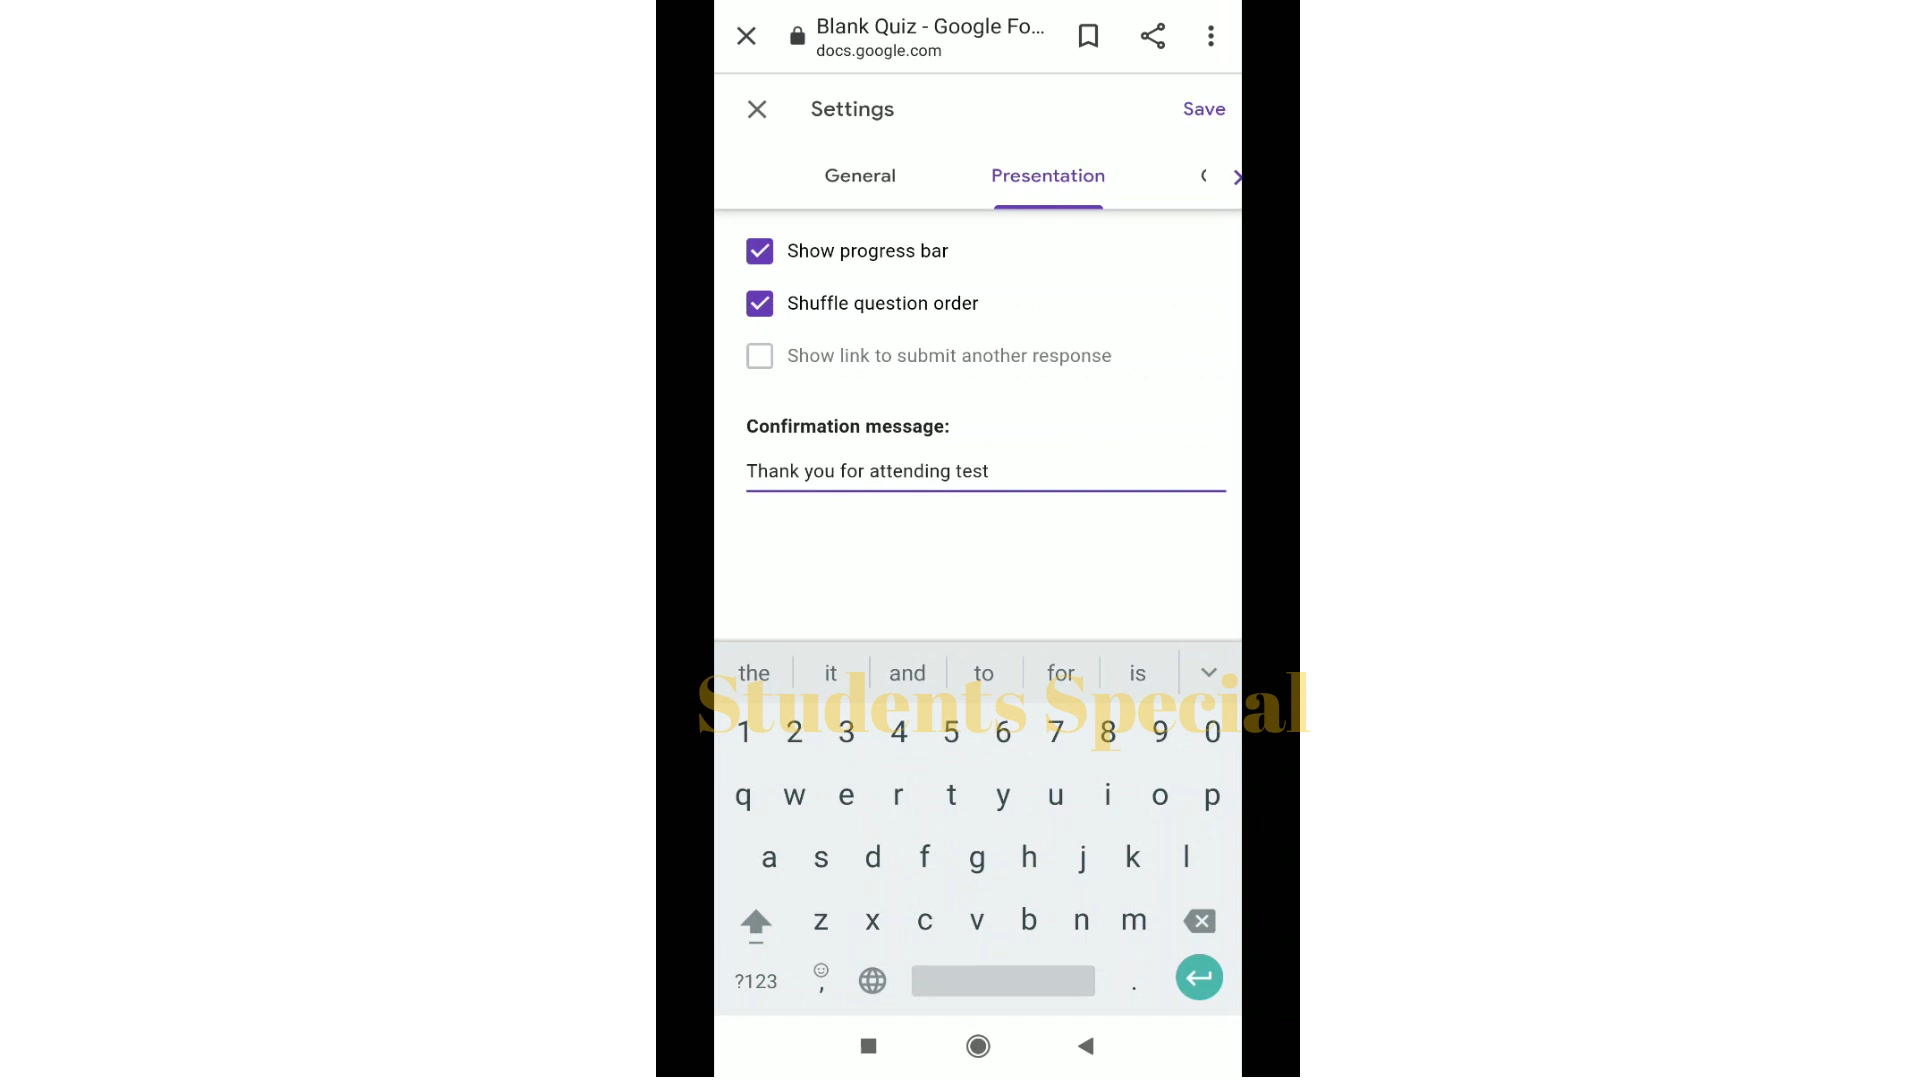 Blank Quiz - Google Fo...
docs.google.com
Settings
Save
General
Presentation
Show progress bar
Shuffle question order
Show link to submit another response
Confirmation message:
Thank you for attending test
the it and to for is
Students Special
1 2 3 4 5 6 7 8 9 0
q w e r t y u i o p
a s d f g h j k l
z x c v b n m
?123 , .